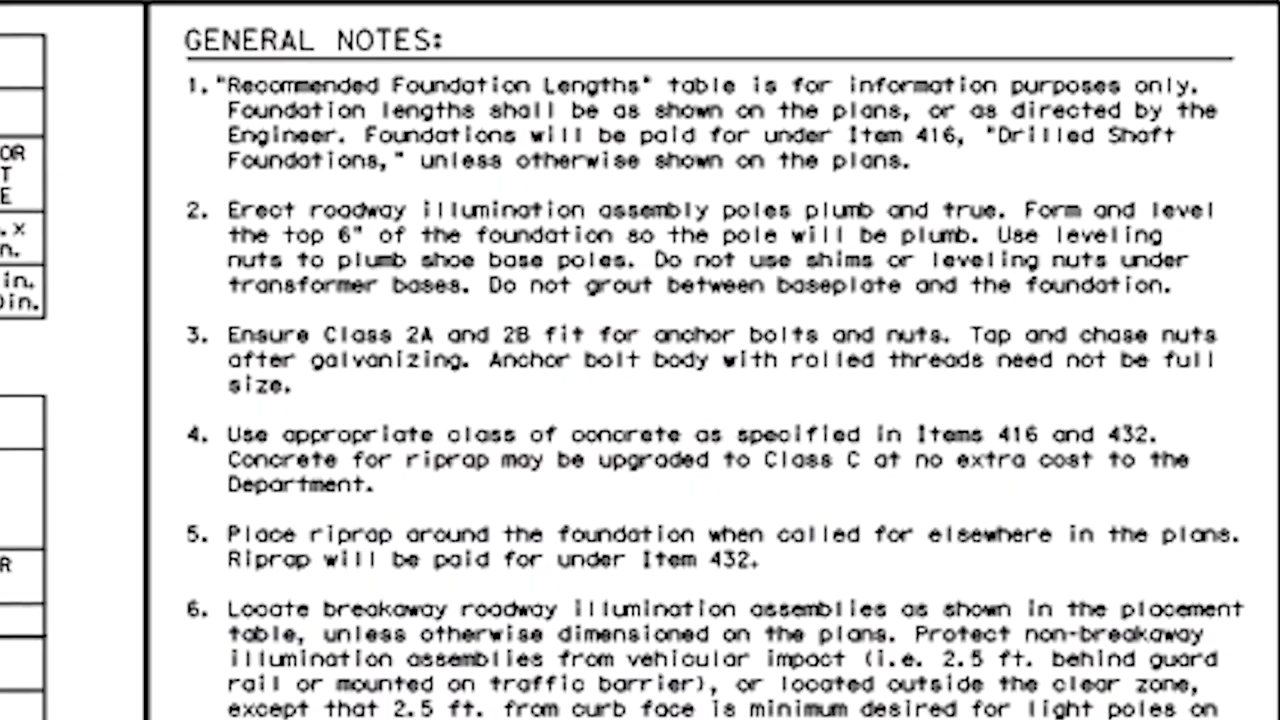 OR
T
E
. x
n.
in.
in.
R
GENERAL NOTES:
1. "Recommended Foundation Lengths" table is for information purposes only.
Foundation lengths shall be as shown on the plans, or as directed by the
Engineer. Foundations will be paid for under Item 416, "Drilled Shaft
Foundations," unless otherwise shown on the plans.
2. Erect roadway illumination assembly poles plumb and true. Form and level
the top 6" of the foundation so the pole will be plumb. Use leveling
nuts to plumb shoe base poles. Do not use shims or leveling nuts under
transformer bases. Do not grout between baseplate and the foundation.
3. Ensure Class 2A and 2B fit for anchor bolts and nuts. Tap and chase nuts
after galvanizing. Anchor bolt body with rolled threads need not be full
size.
4. Use appropriate class of concrete as specified in Items 416 and 432.
Concrete for riprap may be upgraded to Class C at no extra cost to the
Department.
5. Place riprap around the foundation when called for elsewhere in the plans.
Riprap will be paid for under Item 432.
6. Locate breakaway roadway illumination assemblies as shown in the placement
table, unless otherwise dimensioned on the plans. Protect non-breakaway
illumination assemblies from vehicular impact (i.e. 2.5 ft. behind guard
rail or mounted on traffic barrier), or located outside the clear zone,
except that 2.5 ft. from curb face is minimum desired for light poles on